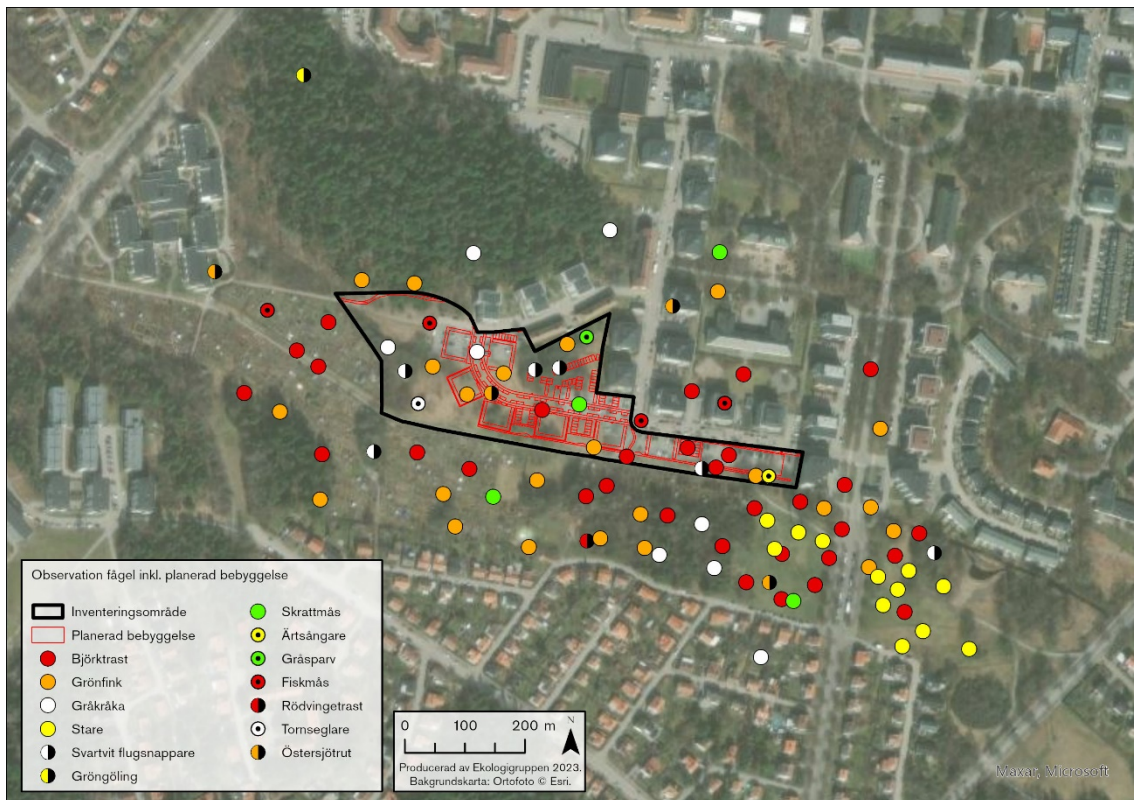 Observation fågel inkl. planerad bebyggelse
Inventeringsområde
Planerad bebyggelse
Björktrast
Grönfink
Gråkråka
Stare
Svartvit flugsnappare
Gröngöling
Skrattmås
Ärtsångare
Gråsparv
Fiskmås
Rödvingetrast
Tornseglare
Östersjötrut
0 100 200 m
N
Producerad av Ekologigruppen 2023.
Bakgrundskarta: Ortofoto © Esri.
Maxar, Microsoft